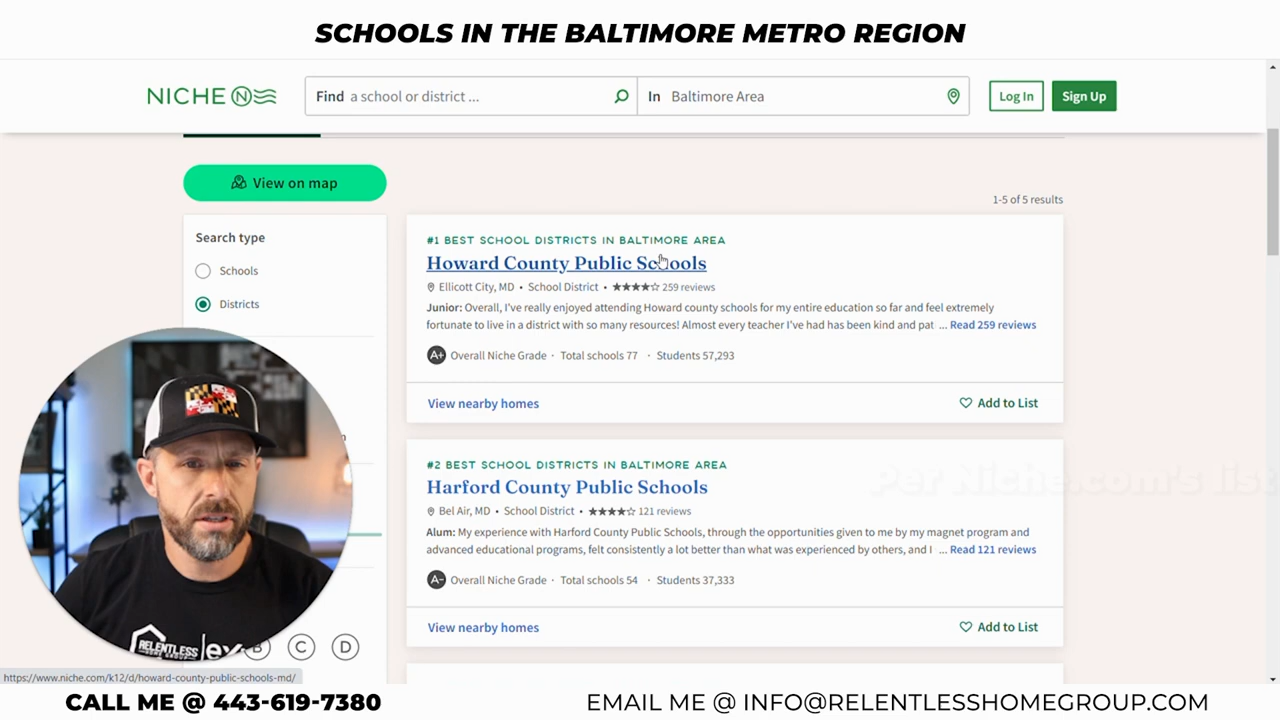 SCHOOLS IN THE BALTIMORE METRO REGION
NICHE N
Find a school or district ...
In Baltimore Area
Log In
Sign Up
View on map
1-5 of 5 results
Search type
Schools
Districts
#1 BEST SCHOOL DISTRICTS IN BALTIMORE AREA
Howard County Public Schools
Ellicott City, MD • School District • ★★★★☆ 259 reviews
Junior: Overall, I've really enjoyed attending Howard county schools for my entire education so far and feel extremely
fortunate to live in a district with so many resources! Almost every teacher I've had has been kind and pat ... Read 259 reviews
A+ Overall Niche Grade · Total schools 77 · Students 57,293
View nearby homes
Add to List
#2 BEST SCHOOL DISTRICTS IN BALTIMORE AREA
Harford County Public Schools
Per Niche.com's list
Bel Air, MD • School District • ★★★★☆ 121 reviews
Alum: My experience with Harford County Public Schools, through the opportunities given to me by my magnet program and
advanced educational programs, felt consistently a lot better than what was experienced by others, and I ... Read 121 reviews
A- Overall Niche Grade · Total schools 54 · Students 37,333
View nearby homes
Add to List
RELENTLESS
HOME GROUP
B C D
https://www.niche.com/k12/d/howard-county-public-schools-md/
CALL ME @ 443-619-7380
EMAIL ME @ INFO@RELENTLESSHOMEGROUP.COM